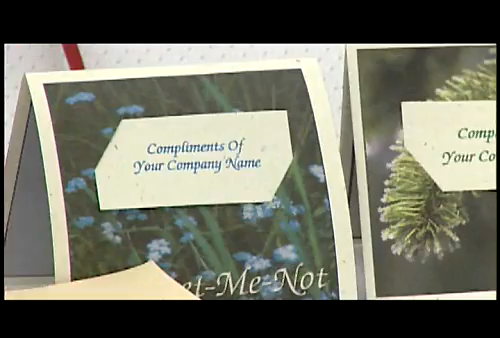 Compliments Of
Your Company Name
et-Me-Not
Comp
Your Co